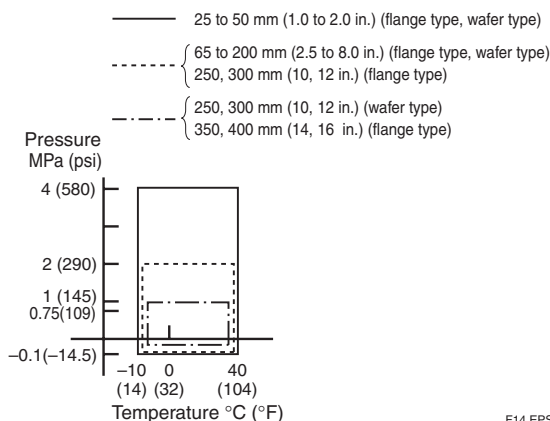 25 to 50 mm (1.0 to 2.0 in.) (flange type, wafer type)
65 to 200 mm (2.5 to 8.0 in.) (flange type, wafer type)
250, 300 mm (10, 12 in.) (flange type)
250, 300 mm (10, 12 in.) (wafer type)
350, 400 mm (14, 16 in.) (flange type)
Pressure
MPa (psi)
4 (580)
2 (290)
1 (145)
0.75(109)
–0.1(–14.5)
–10 0 40
(14) (32) (104)
Temperature °C (°F)
F14.EPS